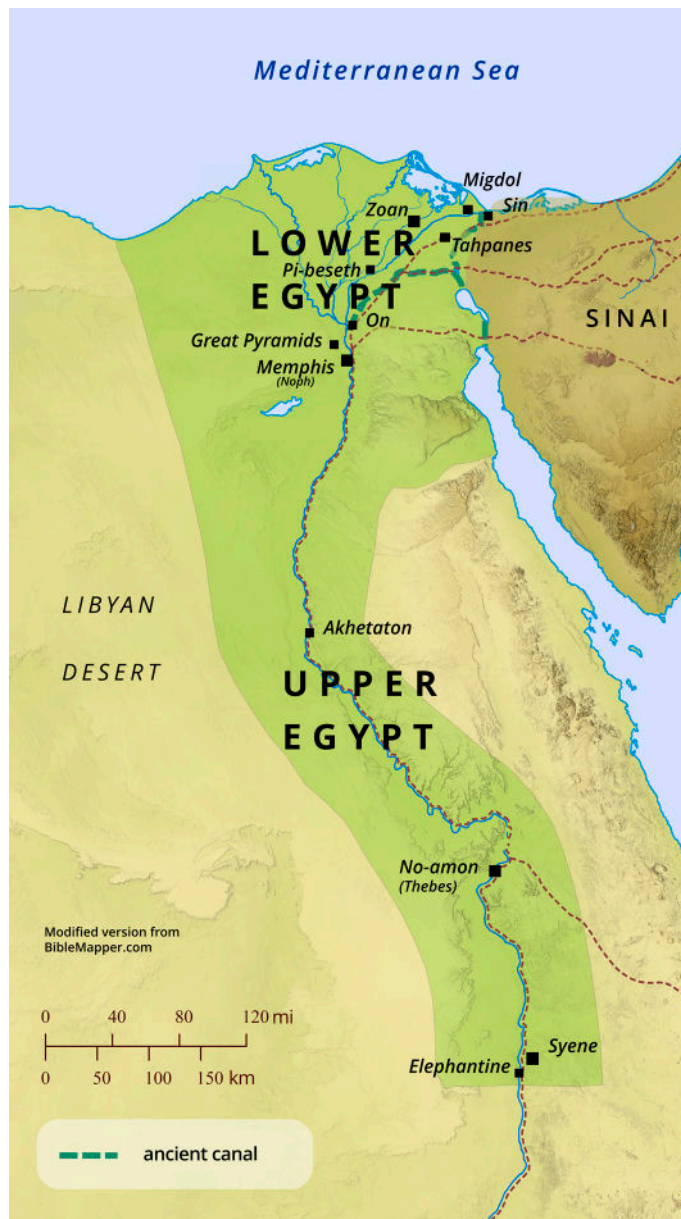 Mediterranean Sea
Migdol
Zoan
Sin
LOWER
Tahpanes
Pi-beseth
EGYPT
SINAI
On
Great Pyramids
Memphis
(Noph)
LIBYAN
DESERT
Akhetaton
UPPER
EGYPT
No-amon
(Thebes)
Modified version from
BibleMapper.com
0 40 80 120 mi
0 50 100 150 km
Syene
Elephantine
ancient canal